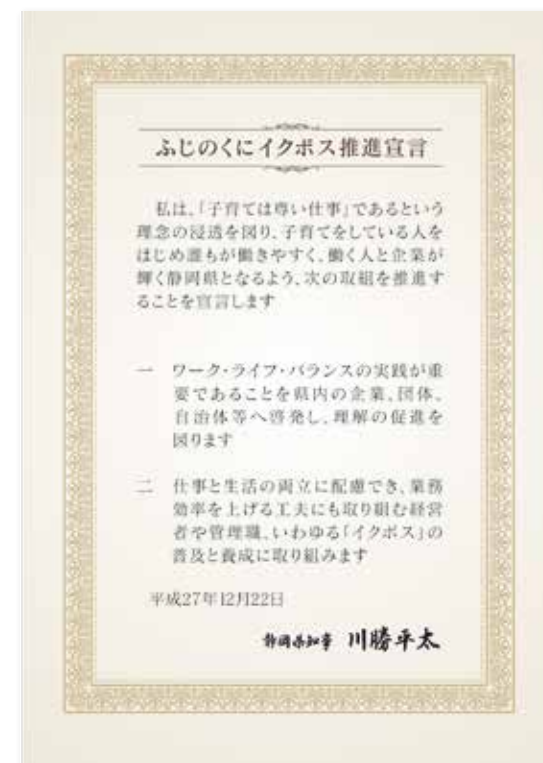 ふじのくにイクボス推進宣言
私は、「子育ては尊い仕事」であるという
理念の浸透を図り、子育てをしている人を
はじめ誰もが働きやすく、働く人と企業が
輝く静岡県となるよう、次の取組を推進す
ることを宣言します
一 ワーク・ライフ・バランスの実践が重
要であることを県内の企業、団体、
自治体等へ啓発し、理解の促進を
図ります
二 仕事と生活の両立に配慮でき、業務
効率を上げる工夫にも取り組む経営
者や管理職、いわゆる「イクボス」の
普及と養成に取り組みます
平成27年12月22日
静岡県知事 川勝平太